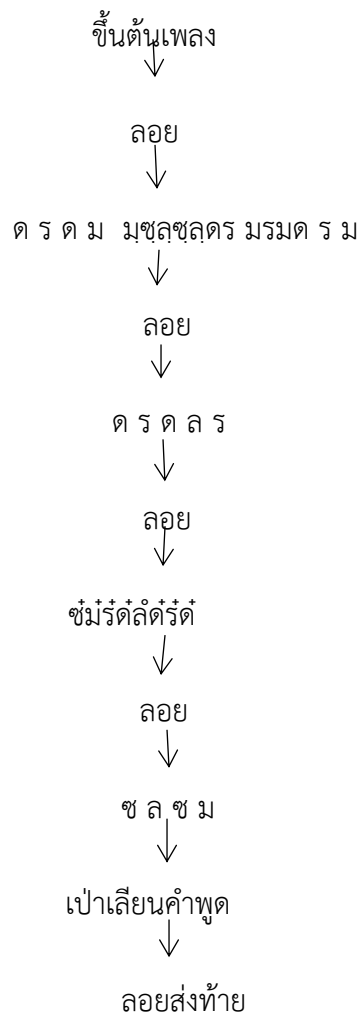 ขึ้นต้นเพลง
ลอย
ด ร ด ม มฺซฺลฺซฺลฺดร มรมด ร ม
ลอย
ด ร ด ล ร
ลอย
ซํ๋มํ๋รํ๋ดํ๋ลํดํ๋รํ๋ดํ๋
ลอย
ซ ล ซ ม
เป่าเลียนคำพูด
ลอยส่งท้าย